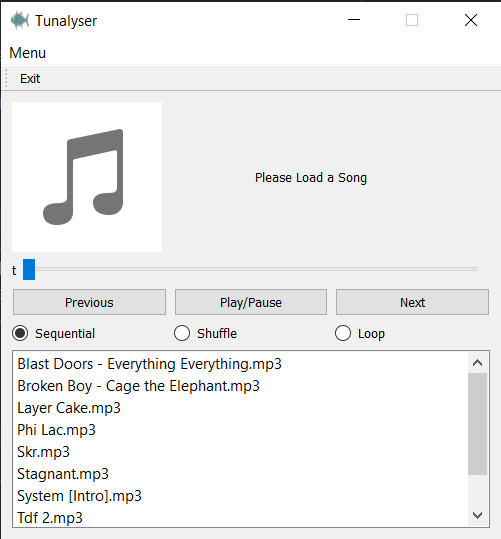 Tunalyser
Menu
Exit
Please Load a Song
t
Previous Play/Pause Next
Sequential Shuffle Loop
Blast Doors - Everything Everything.mp3
Broken Boy - Cage the Elephant.mp3
Layer Cake.mp3
Phi Lac.mp3
Skr.mp3
Stagnant.mp3
System [Intro].mp3
Tdf 2.mp3